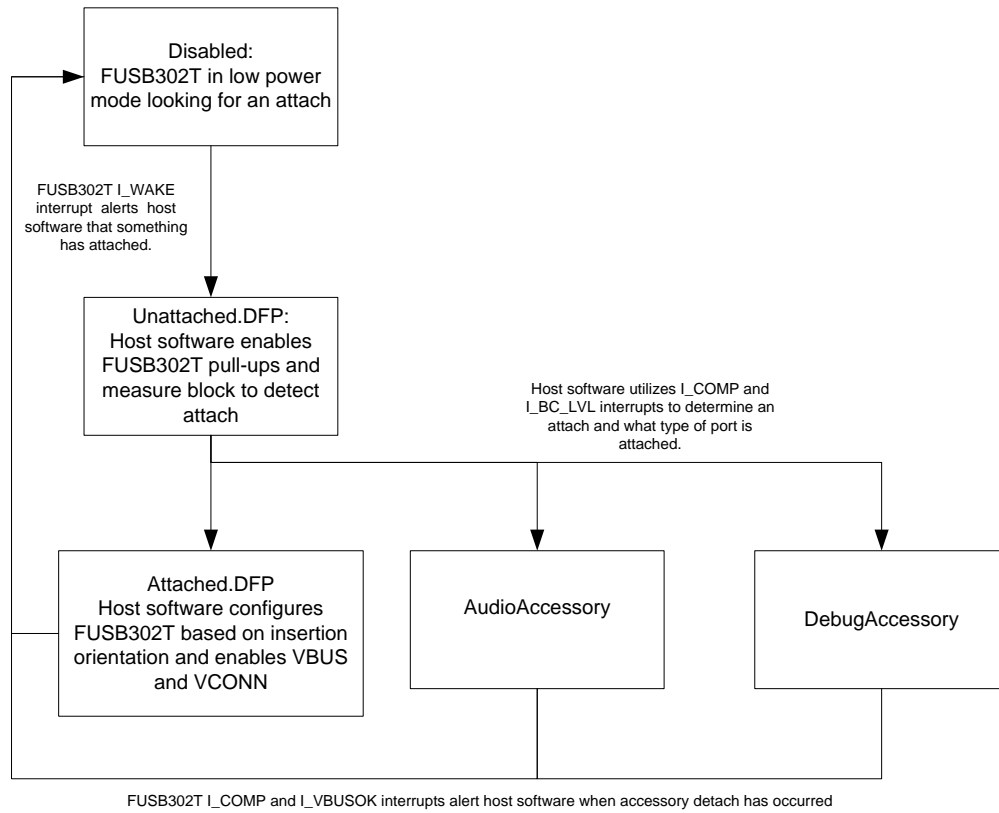 Disabled:
FUSB302T in low power
mode looking for an attach
FUSB302T I_WAKE
interrupt alerts host
software that something
has attached.
Unattached.DFP:
Host software enables
FUSB302T pull-ups and
measure block to detect
attach
Host software utilizes I_COMP and
I_BC_LVL interrupts to determine an
attach and what type of port is
attached.
Attached.DFP
Host software configures
FUSB302T based on insertion
orientation and enables VBUS
and VCONN
AudioAccessory
DebugAccessory
FUSB302T I_COMP and I_VBUSOK interrupts alert host software when accessory detach has occurred